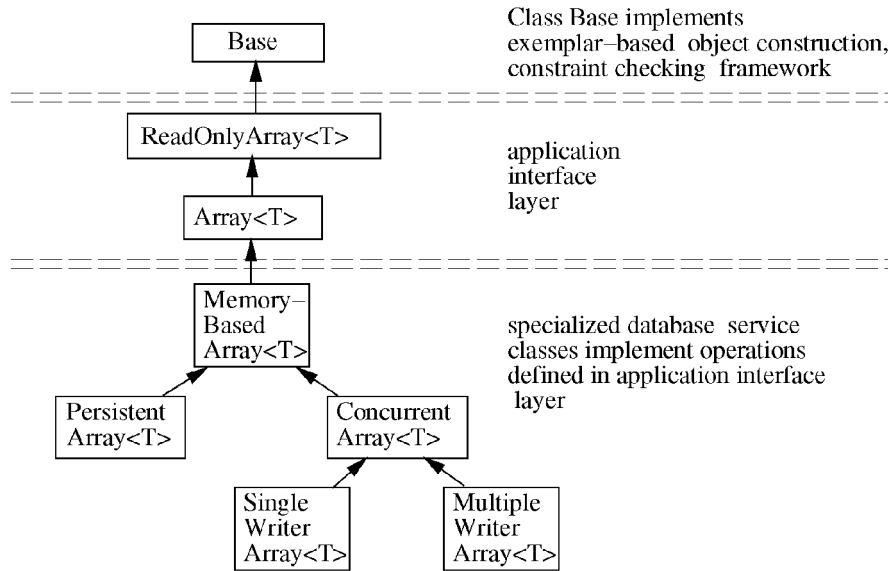 Base
Class Base implements
exemplar–based object construction,
constraint checking framework
ReadOnlyArray<T>
Array<T>
application
interface
layer
Memory–
Based
Array<T>
specialized database service
classes implement operations
defined in application interface
layer
Persistent
Array<T>
Concurrent
Array<T>
Single
Writer
Array<T>
Multiple
Writer
Array<T>